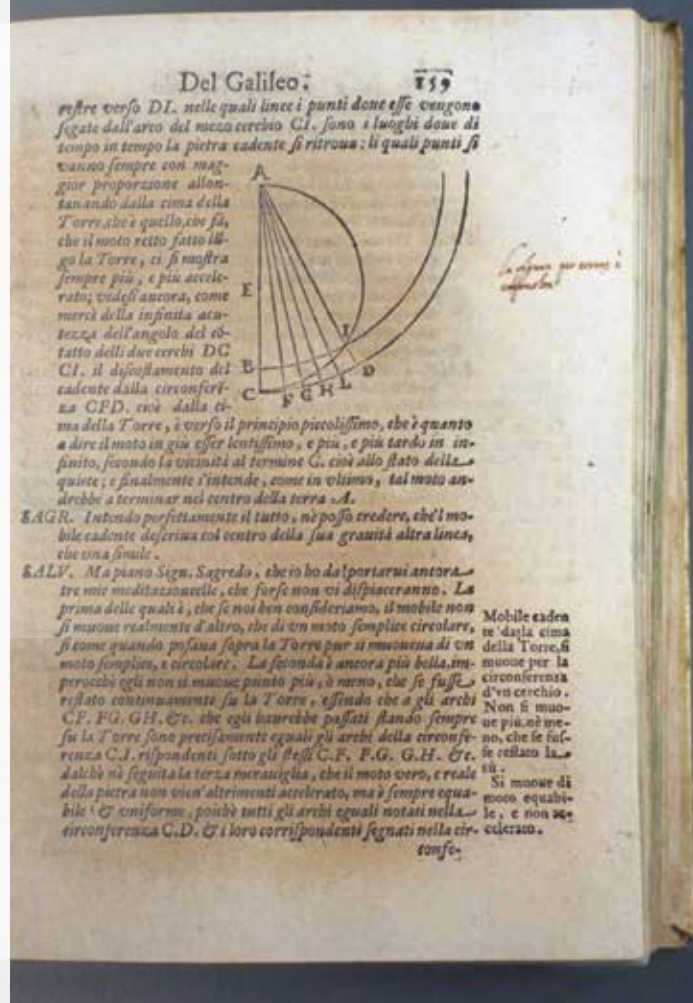 Del Galileo. 159
reſtre verſo DI. nelle quali linee i punti doue eſſe vengono
ſegate dall'arco del mezo cerchio CI. ſono i luoghi doue di
tempo in tempo la pietra cadente ſi ritroua: li quali punti ſi
vanno ſempre con mag-
gior proporzione allon-
tanando dalla cima della
Torre, che è quello, che fà,
che il moto retto fatto lũ-
go la Torre, ci ſi moſtra
ſempre più, e più accele-
rato; vedeſi ancora, come
mercè della infinita acu-
tezza dell'angolo del cõ-
tatto delli due cerchi DC
CI. il diſcoſtamento del
cadente dalla circonferẽ-
za CFD. cioè dalla ci-
ma della Torre, è verſo il principio piccoliſſimo, che è quanto
a dire il moto in giù eſſer lentiſſimo, e più, e più tardo in in-
finito, ſecondo la vicinità al termine C. cioè allo ſtato della
quiete; e finalmente s'intende, come in vltimo, tal moto an-
drebbe a terminar nel centro della terra A.
A
E
I
B
D
C F G H L
SAGR. Intendo perfettamente il tutto, nè poſſo credere, che'l mo-
bile cadente deſcriua col centro della ſua grauità altra linea,
che vna ſimile.
SALV. Ma piano Sign. Sagredo, che io ho da portarui ancora
tre mie meditazioncelle, che forſe non vi diſpiaceranno. La
prima delle quali è, che ſe noi ben conſideriamo, il mobile non
ſi muoue realmente d'altro, che di vn moto ſemplice circolare,
ſi come quando poſaua ſopra la Torre pur ſi muoueua di vn
moto ſemplice, e circolare. La ſeconda è ancora più bella, im-
perocchè egli non ſi muoue punto più, ò meno, che ſe fuſſe
reſtato continuamente ſu la Torre, eſſendo che a gli archi
CF. FG. GH. &c. che egli haurebbe paſſati ſtando ſempre
ſu la Torre ſono preciſamente eguali gli archi della circonfe-
renza C.I. riſpondenti ſotto gli ſteſſi C.F. F.G. G.H. &c.
dalchè nè ſeguita la terza merauiglia, che il moto vero, e reale
della pietra non vien'altrimenti accelerato, ma è ſempre equa-
bile & vniforme, poichè tutti gli archi eguali notati nella
circonferenza C.D. & i loro corriſpondenti ſegnati nella cir-
confe-
Mobile caden
te dalla cima
della Torre, ſi
muoue per la
circonferenza
d'vn cerchio.
Non ſi muo-
ue più, nè me-
no, che ſe fuſ-
ſe reſtato la
sù.
Si muoue di
moto equabi-
le, e non ac-
celerato.